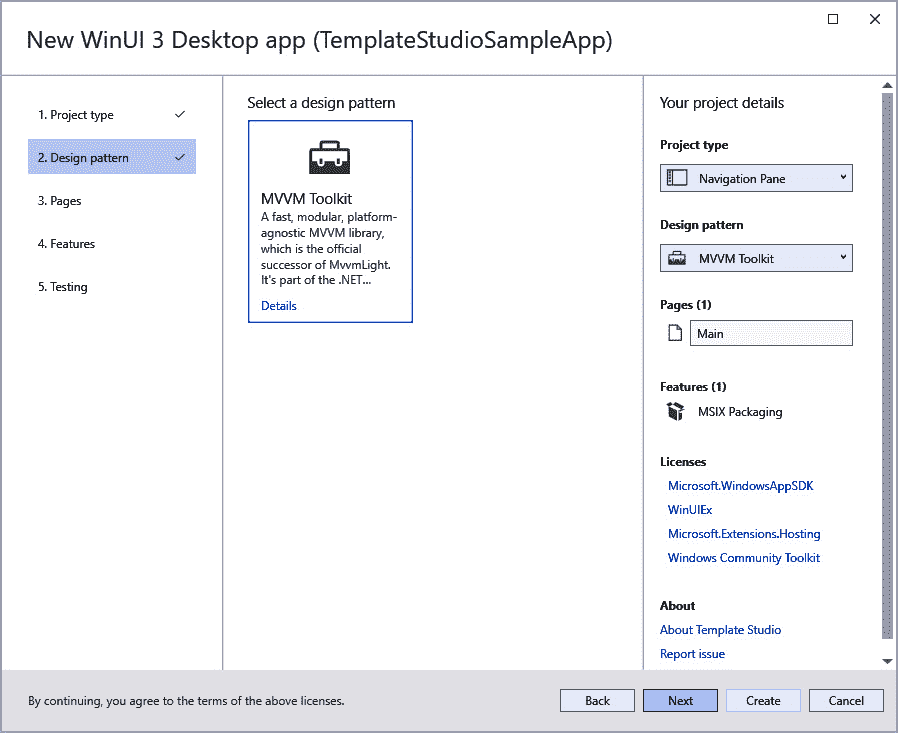 New WinUI 3 Desktop app (TemplateStudioSampleApp)
1. Project type
2. Design pattern
3. Pages
4. Features
5. Testing
Select a design pattern
MVVM Toolkit
A fast, modular, platform-
agnostic MVVM library,
which is the official
successor of MvvmLight.
It's part of the .NET...
Details
Your project details
Project type
Navigation Pane
Design pattern
MVVM Toolkit
Pages (1)
Main
Features (1)
MSIX Packaging
Licenses
Microsoft.WindowsAppSDK
WinUIEx
Microsoft.Extensions.Hosting
Windows Community Toolkit
About
About Template Studio
Report issue
By continuing, you agree to the terms of the above licenses.
Back
Next
Create
Cancel